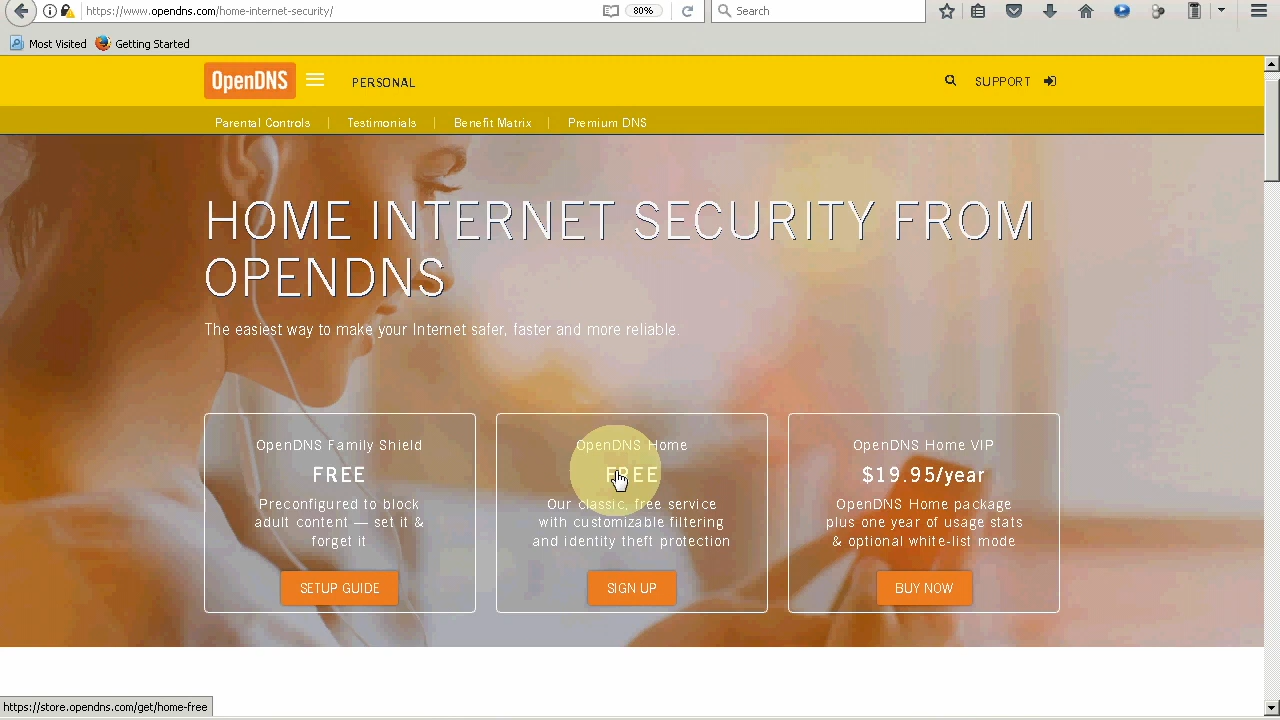 https://www.opendns.com/home-internet-security/
80%
Search
Most Visited
Getting Started
OpenDNS
PERSONAL
SUPPORT
Parental Controls
Testimonials
Benefit Matrix
Premium DNS
HOME INTERNET SECURITY FROM
OPENDNS
The easiest way to make your Internet safer, faster and more reliable.
OpenDNS Family Shield
FREE
Preconfigured to block
adult content — set it &
forget it
SETUP GUIDE
OpenDNS Home
FREE
Our classic, free service
with customizable filtering
and identity theft protection
SIGN UP
OpenDNS Home VIP
$19.95/year
OpenDNS Home package
plus one year of usage stats
& optional white-list mode
BUY NOW
https://store.opendns.com/get/home-free